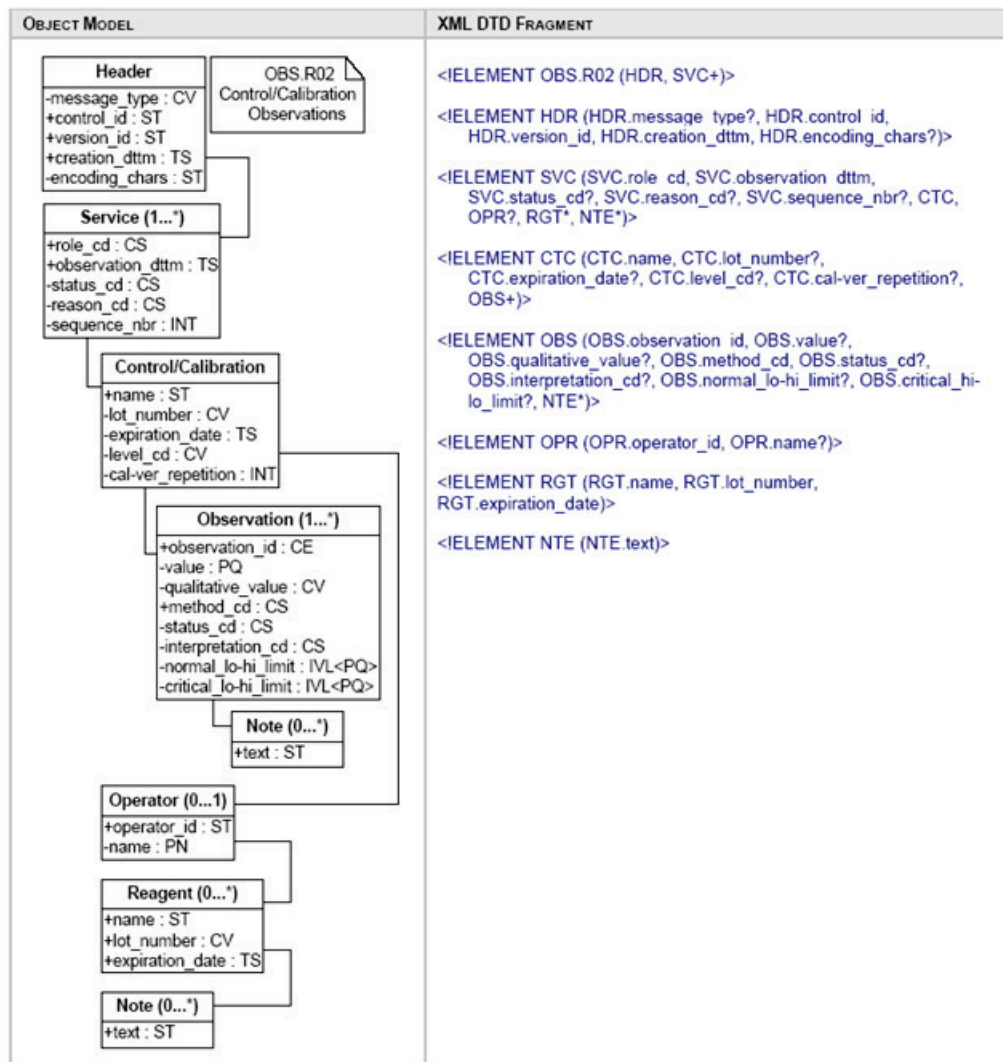 OBJECT MODEL
XML DTD FRAGMENT
Header
-message_type : CV
+control_id : ST
+version_id : ST
+creation_dttm : TS
-encoding_chars : ST
OBS.R02
Control/Calibration
Observations
Service (1...*)
+role_cd : CS
+observation_dttm : TS
-status_cd : CS
-reason_cd : CS
-sequence_nbr : INT
Control/Calibration
+name : ST
-lot_number : CV
-expiration_date : TS
-level_cd : CV
-cal-ver_repetition : INT
Observation (1...*)
+observation_id : CE
-value : PQ
-qualitative_value : CV
+method_cd : CS
-status_cd : CS
-interpretation_cd : CS
-normal_lo-hi_limit : IVL<PQ>
-critical_lo-hi_limit : IVL<PQ>
Note (0...*)
+text : ST
Operator (0...1)
+operator_id : ST
-name : PN
Reagent (0...*)
+name : ST
+lot_number : CV
+expiration_date : TS
Note (0...*)
+text : ST
<!ELEMENT OBS.R02 (HDR, SVC+)>
<!ELEMENT HDR (HDR.message_type?, HDR.control_id,
HDR.version_id, HDR.creation_dttm, HDR.encoding_chars?)>
<!ELEMENT SVC (SVC.role_cd, SVC.observation_dttm,
SVC.status_cd?, SVC.reason_cd?, SVC.sequence_nbr?, CTC,
OPR?, RGT*, NTE*)>
<!ELEMENT CTC (CTC.name, CTC.lot_number?,
CTC.expiration_date?, CTC.level_cd?, CTC.cal-ver_repetition?,
OBS+)>
<!ELEMENT OBS (OBS.observation_id, OBS.value?,
OBS.qualitative_value?, OBS.method_cd, OBS.status_cd?,
OBS.interpretation_cd?, OBS.normal_lo-hi_limit?, OBS.critical_hi-
lo_limit?, NTE*)>
<!ELEMENT OPR (OPR.operator_id, OPR.name?)>
<!ELEMENT RGT (RGT.name, RGT.lot_number,
RGT.expiration_date)>
<!ELEMENT NTE (NTE.text)>